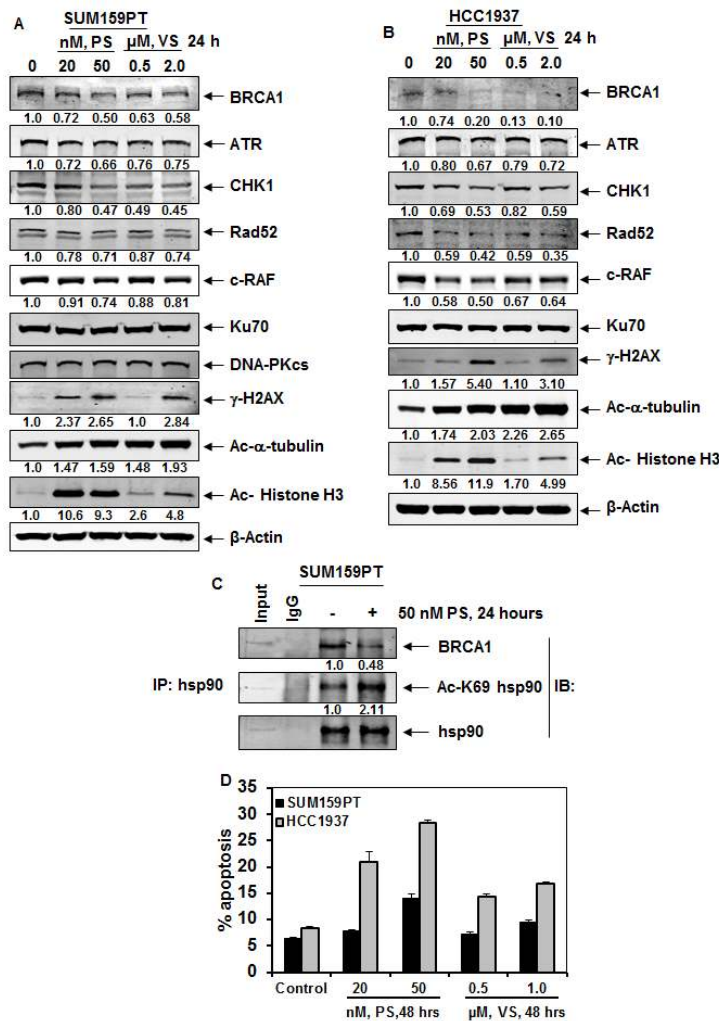 A
SUM159PT
nM, PS µM, VS 24 h
0 20 50 0.5 2.0
BRCA1
1.0 0.72 0.50 0.63 0.58
ATR
1.0 0.72 0.66 0.76 0.75
CHK1
1.0 0.80 0.47 0.49 0.45
Rad52
1.0 0.78 0.71 0.87 0.74
c-RAF
1.0 0.91 0.74 0.88 0.81
Ku70
DNA-PKcs
γ-H2AX
1.0 2.37 2.65 1.0 2.84
Ac-α-tubulin
1.0 1.47 1.59 1.48 1.93
Ac- Histone H3
1.0 10.6 9.3 2.6 4.8
β-Actin
B
HCC1937
nM, PS µM, VS 24 h
0 20 50 0.5 2.0
BRCA1
1.0 0.74 0.20 0.13 0.10
ATR
1.0 0.80 0.67 0.79 0.72
CHK1
1.0 0.69 0.53 0.82 0.59
Rad52
1.0 0.59 0.42 0.59 0.35
c-RAF
1.0 0.58 0.50 0.67 0.64
Ku70
γ-H2AX
1.0 1.57 5.40 1.10 3.10
Ac-α-tubulin
1.0 1.74 2.03 2.26 2.65
Ac- Histone H3
1.0 8.56 11.9 1.70 4.99
β-Actin
C
SUM159PT
Input IgG - + 50 nM PS, 24 hours
BRCA1
1.0 0.48
IP: hsp90
Ac-K69 hsp90
IB:
1.0 2.11
hsp90
D
% apoptosis
35
30
25
20
15
10
5
0
SUM159PT
HCC1937
Control 20 50 0.5 1.0
nM, PS,48 hrs µM, VS, 48 hrs